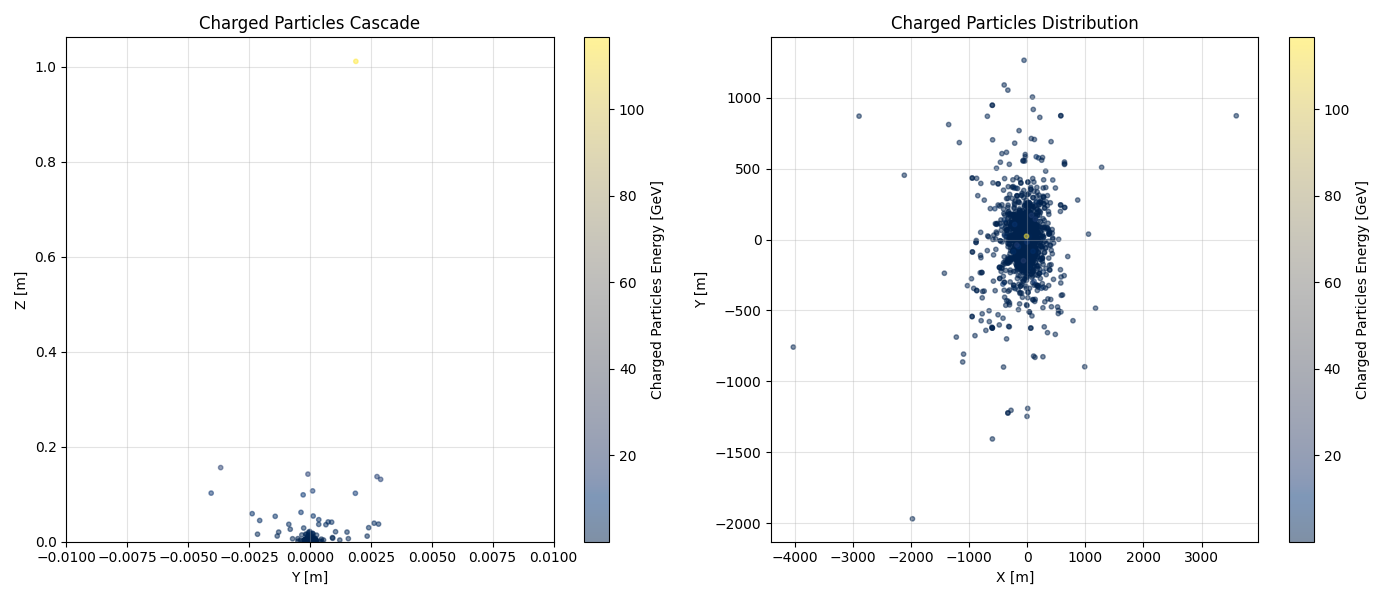 Charged Particles Cascade
Z [m]
1.0
0.8
0.6
0.4
0.2
0.0
−0.0100 −0.0075 −0.0050 −0.0025 0.0000 0.0025 0.0050 0.0075 0.0100
Y [m]
100
80
60
40
20
Charged Particles Energy [GeV]
Charged Particles Distribution
Y [m]
1000
500
0
−500
−1000
−1500
−2000
−4000 −3000 −2000 −1000 0 1000 2000 3000
X [m]
100
80
60
40
20
Charged Particles Energy [GeV]